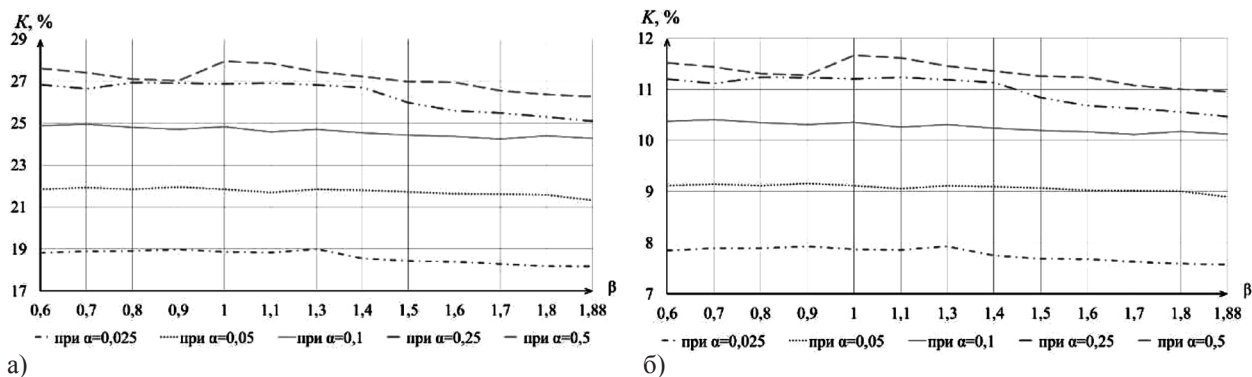 K, %
29
27
25
23
21
19
17
0,6 0,7 0,8 0,9 1 1,1 1,3 1,4 1,5 1,6 1,7 1,8 1,88
β
при α=0,025 при α=0,05 при α=0,1 при α=0,25 при α=0,5
а)
K, %
12
11
10
9
8
7
0,6 0,7 0,8 0,9 1 1,1 1,3 1,4 1,5 1,6 1,7 1,8 1,88
β
при α=0,025 при α=0,05 при α=0,1 при α=0,25 при α=0,5
б)